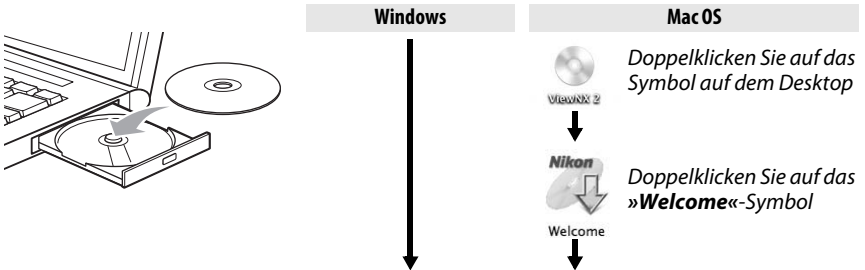 Windows
Mac OS
Doppelklicken Sie auf das
Symbol auf dem Desktop
ViewNX 2
Nikon
Doppelklicken Sie auf das
»Welcome«-Symbol
Welcome